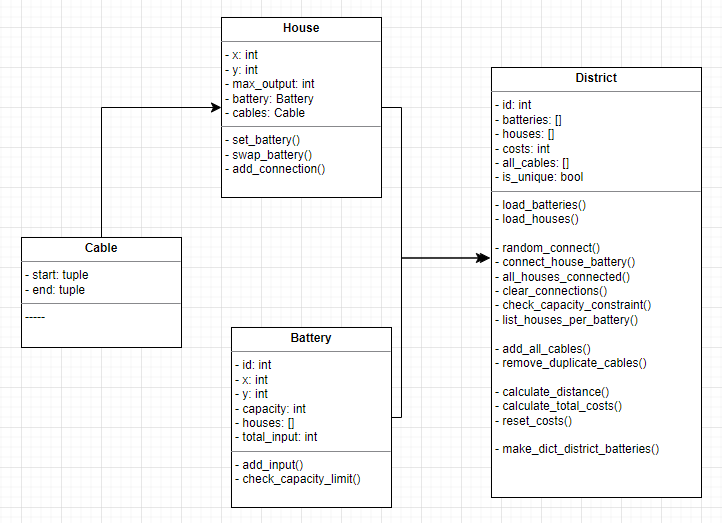 House
- x: int
- y: int
- max_output: int
- battery: Battery
- cables: Cable
- set_battery()
- swap_battery()
- add_connection()
Cable
- start: tuple
- end: tuple
-----
Battery
- id: int
- x: int
- y: int
- capacity: int
- houses: []
- total_input: int
- add_input()
- check_capacity_limit()
District
- id: int
- batteries: []
- houses: []
- costs: int
- all_cables: []
- is_unique: bool
- load_batteries()
- load_houses()
- random_connect()
- connect_house_battery()
- all_houses_connected()
- clear_connections()
- check_capacity_constraint()
- list_houses_per_battery()
- add_all_cables()
- remove_duplicate_cables()
- calculate_distance()
- calculate_total_costs()
- reset_costs()
- make_dict_district_batteries()